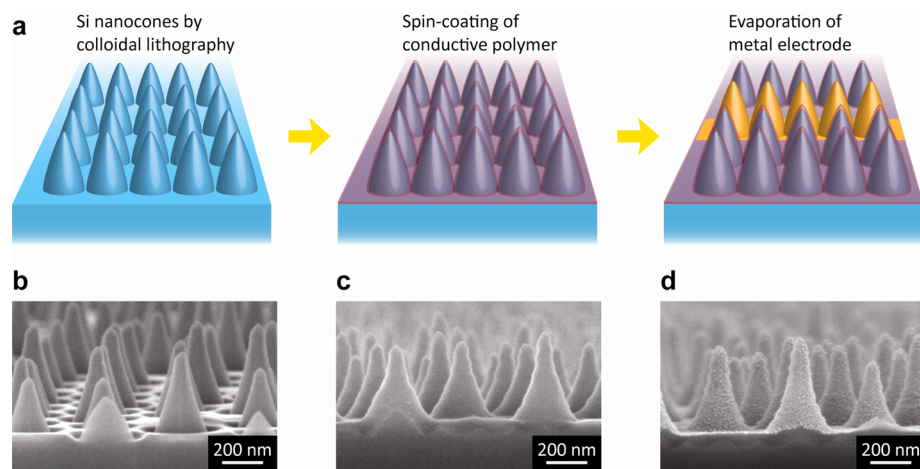 a
Si nanocones by
colloidal lithography
Spin-coating of
conductive polymer
Evaporation of
metal electrode
b
c
d
200 nm
200 nm
200 nm